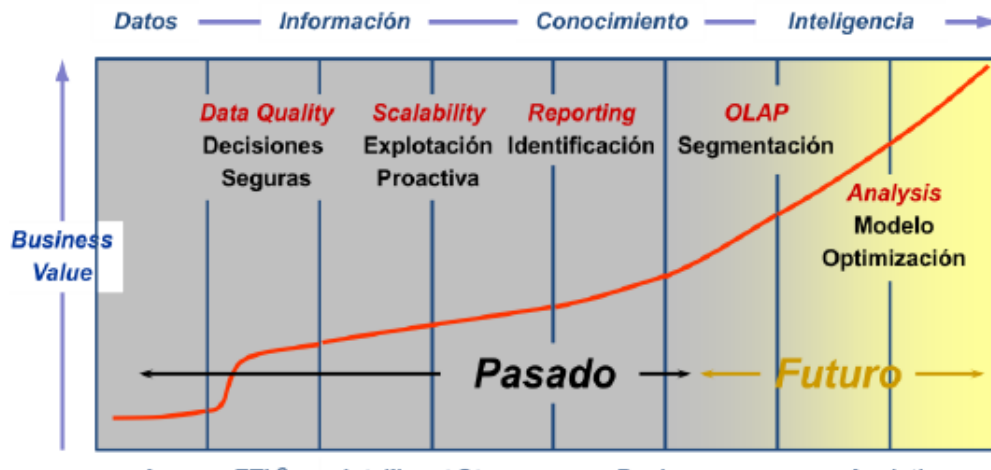 Datos Información Conocimiento Inteligencia
Data Quality Scalability Reporting OLAP
Decisiones Explotación Identificación Segmentación
Seguras Proactiva
Analysis
Business Modelo
Value Optimización
Pasado Futuro